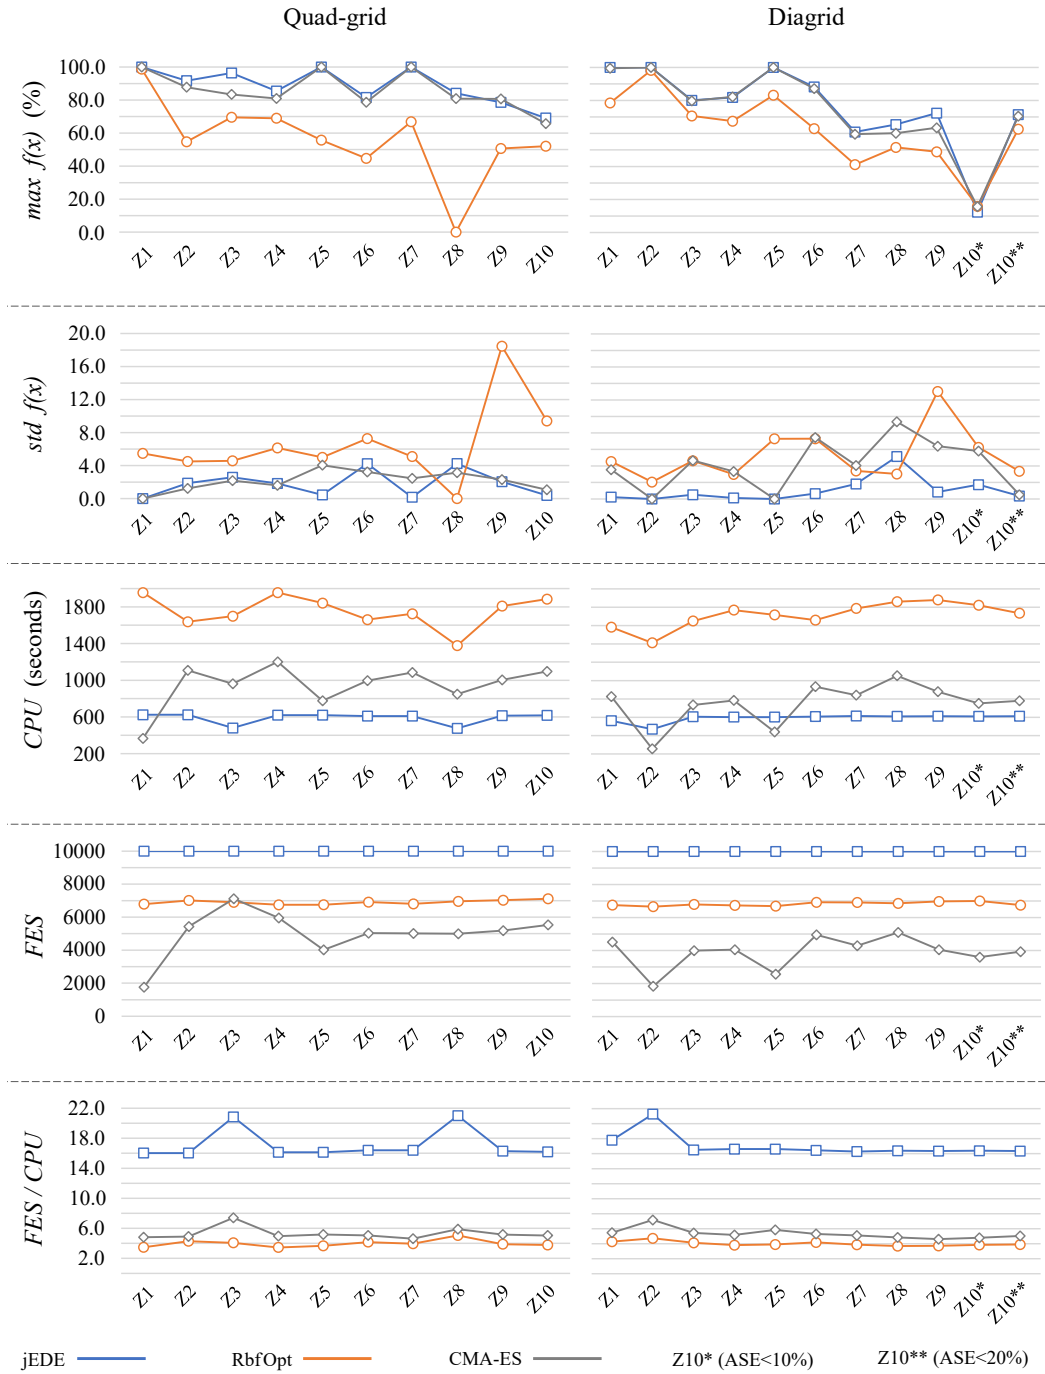 Quad-grid Diagrid
max f(x) (%)
100.0
80.0
60.0
40.0
20.0
0.0
Z1 Z2 Z3 Z4 Z5 Z6 Z7 Z8 Z9 Z10
Z1 Z2 Z3 Z4 Z5 Z6 Z7 Z8 Z9 Z10* Z10**
std f(x)
20.0
16.0
12.0
8.0
4.0
0.0
Z1 Z2 Z3 Z4 Z5 Z6 Z7 Z8 Z9 Z10
Z1 Z2 Z3 Z4 Z5 Z6 Z7 Z8 Z9 Z10* Z10**
CPU (seconds)
1800
1400
1000
600
200
Z1 Z2 Z3 Z4 Z5 Z6 Z7 Z8 Z9 Z10
Z1 Z2 Z3 Z4 Z5 Z6 Z7 Z8 Z9 Z10* Z10**
FES
10000
8000
6000
4000
2000
0
Z1 Z2 Z3 Z4 Z5 Z6 Z7 Z8 Z9 Z10
Z1 Z2 Z3 Z4 Z5 Z6 Z7 Z8 Z9 Z10* Z10**
FES / CPU
22.0
18.0
14.0
10.0
6.0
2.0
Z1 Z2 Z3 Z4 Z5 Z6 Z7 Z8 Z9 Z10
Z1 Z2 Z3 Z4 Z5 Z6 Z7 Z8 Z9 Z10* Z10**
jEDE RbfOpt CMA-ES Z10* (ASE<10%) Z10** (ASE<20%)